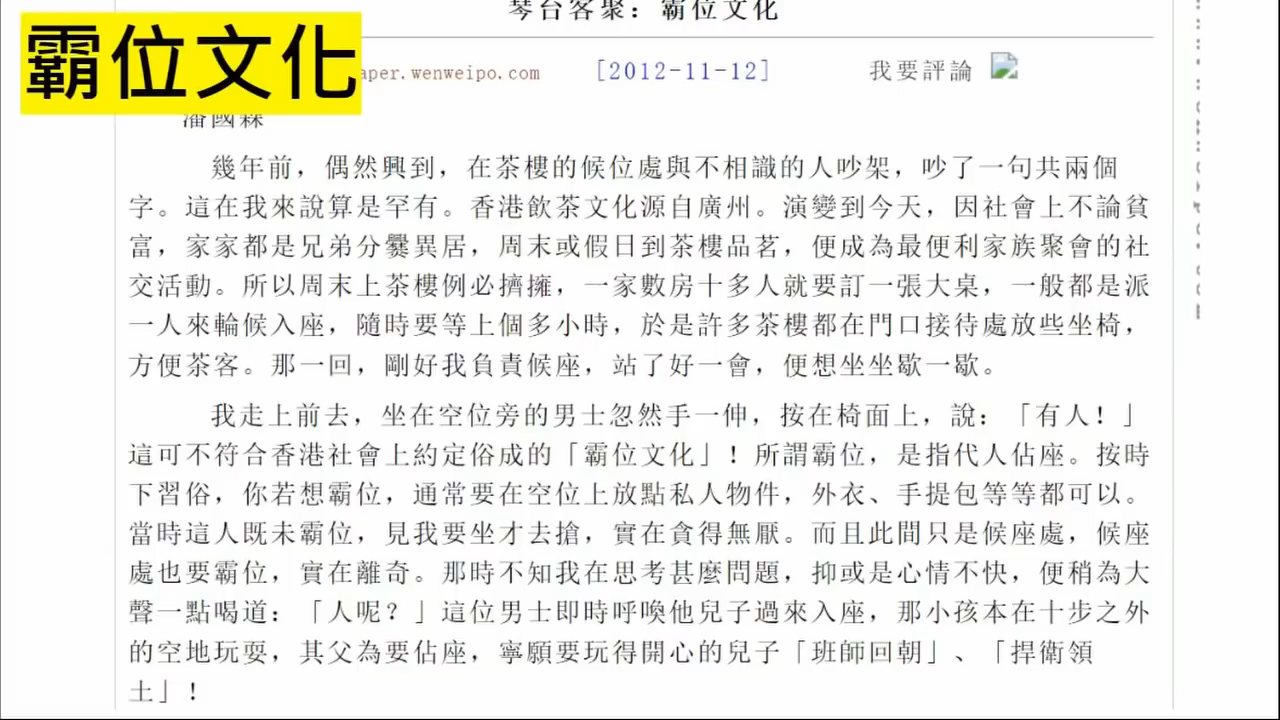 琴台客聚：霸位文化
霸位文化
aper.wenweipo.com [2012-11-12] 我要評論
潘國森
幾年前，偶然興到，在茶樓的候位處與不相識的人吵架，吵了一句共兩個
字。這在我來說算是罕有。香港飲茶文化源自廣州。演變到今天，因社會上不論貧
富，家家都是兄弟分爨異居，周末或假日到茶樓品茗，便成為最便利家族聚會的社
交活動。所以周末上茶樓例必擠擁，一家數房十多人就要訂一張大桌，一般都是派
一人來輪候入座，隨時要等上個多小時，於是許多茶樓都在門口接待處放些坐椅，
方便茶客。那一回，剛好我負責候座，站了好一會，便想坐坐歇一歇。
我走上前去，坐在空位旁的男士忽然手一伸，按在椅面上，說：「有人！」
這可不符合香港社會上約定俗成的「霸位文化」！所謂霸位，是指代人佔座。按時
下習俗，你若想霸位，通常要在空位上放點私人物件，外衣、手提包等等都可以。
當時這人既未霸位，見我要坐才去搶，實在貪得無厭。而且此間只是候座處，候座
處也要霸位，實在離奇。那時不知我在思考甚麼問題，抑或是心情不快，便稍為大
聲一點喝道：「人呢？」這位男士即時呼喚他兒子過來入座，那小孩本在十步之外
的空地玩耍，其父為要佔座，寧願要玩得開心的兒子「班師回朝」、「捍衛領
土」！